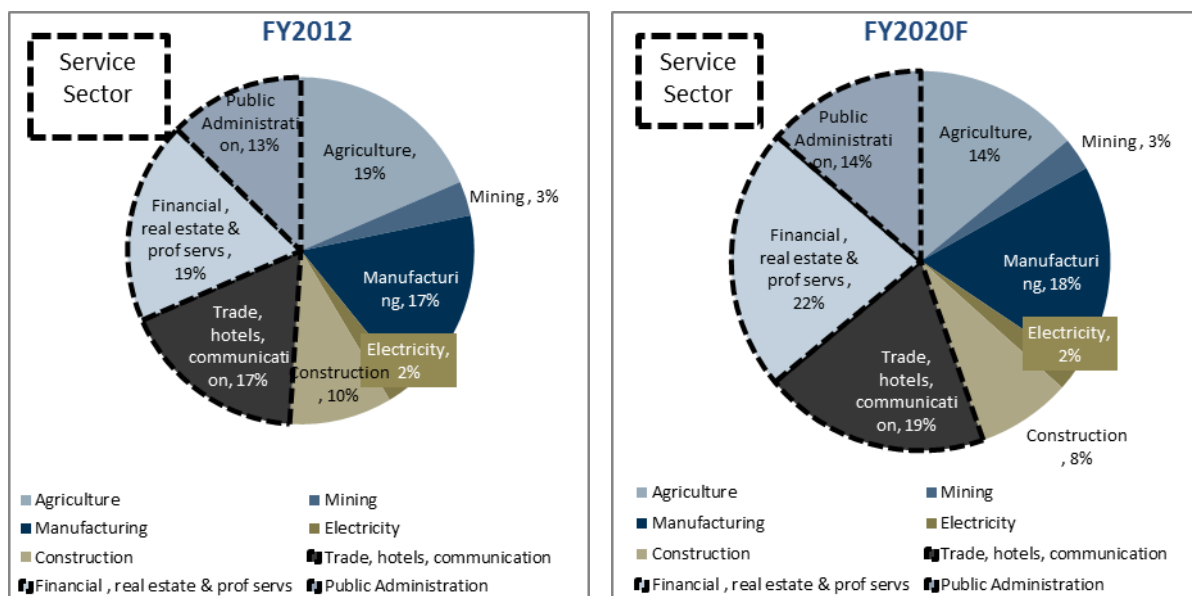 FY2012
Service
Sector
Public
Administrati
on, 13%
Agriculture,
19%
Mining , 3%
Financial ,
real estate &
prof servs ,
19%
Manufacturi
ng, 17%
Trade,
hotels,
communicati
on, 17%
Electricity,
2%
Construction
, 10%
Agriculture
Mining
Manufacturing
Electricity
Construction
Trade, hotels, communication
Financial , real estate & prof servs
Public Administration
FY2020F
Service
Sector
Public
Administrati
on, 14%
Agriculture,
14%
Mining , 3%
Financial ,
real estate &
prof servs ,
22%
Manufacturi
ng, 18%
Electricity,
2%
Trade,
hotels,
communicati
on, 19%
Construction
, 8%
Agriculture
Mining
Manufacturing
Electricity
Construction
Trade, hotels, communication
Financial , real estate & prof servs
Public Administration